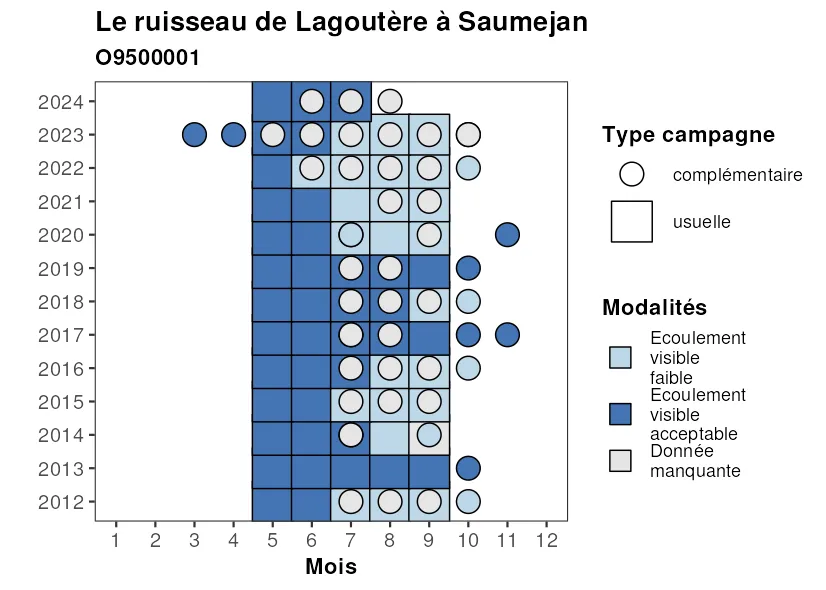 Le ruisseau de Lagoutère à Saumejan
O9500001
2024
2023
2022
2021
2020
2019
2018
2017
2016
2015
2014
2013
2012
1 2 3 4 5 6 7 8 9 10 11 12
Mois
Type campagne
complémentaire
usuelle
Modalités
Ecoulement
visible
faible
Ecoulement
visible
acceptable
Donnée
manquante